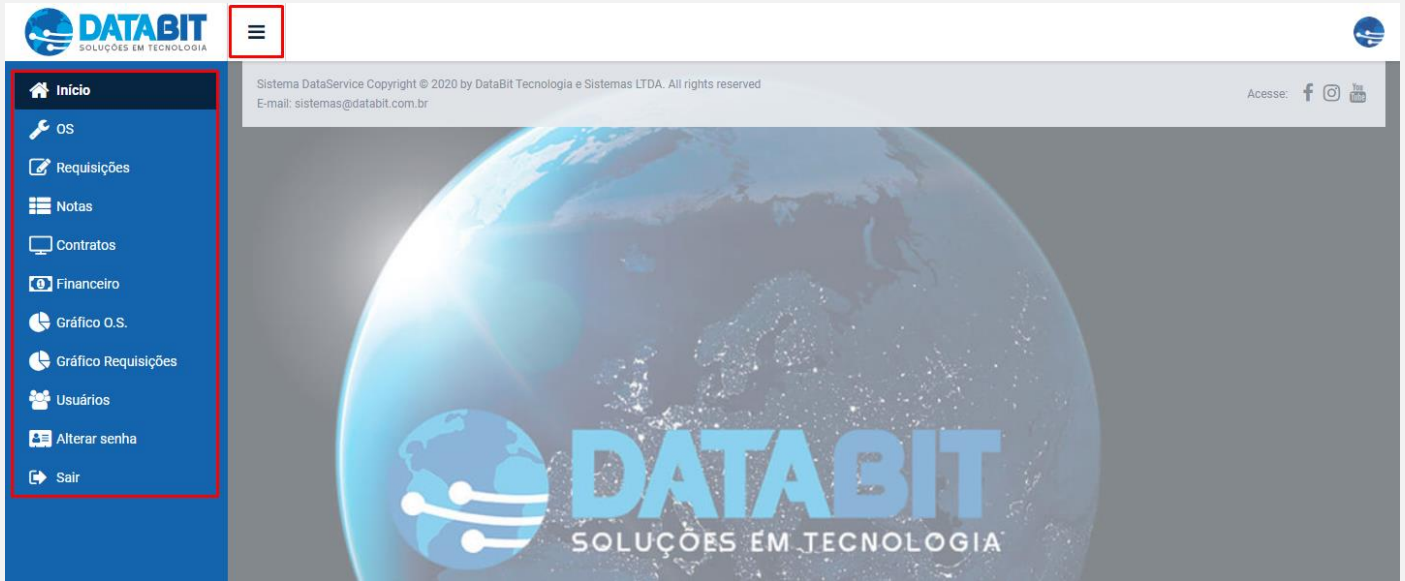 DATABIT
SOLUÇÕES EM TECNOLOGIA
Início
OS
Requisições
Notas
Contratos
Financeiro
Gráfico O.S.
Gráfico Requisições
Usuários
Alterar senha
Sair
Sistema DataService Copyright © 2020 by DataBit Tecnologia e Sistemas LTDA. All rights reserved
E-mail: sistemas@databit.com.br
Acesse:
You Tube
DATABIT
SOLUÇÕES EM TECNOLOGIA